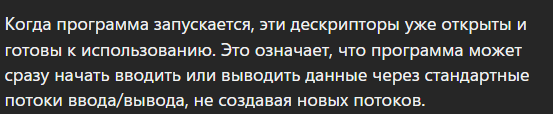 Когда программа запускается, эти дескрипторы уже открыты и
готовы к использованию. Это означает, что программа может
сразу начать вводить или выводить данные через стандартные
потоки ввода/вывода, не создавая новых потоков.